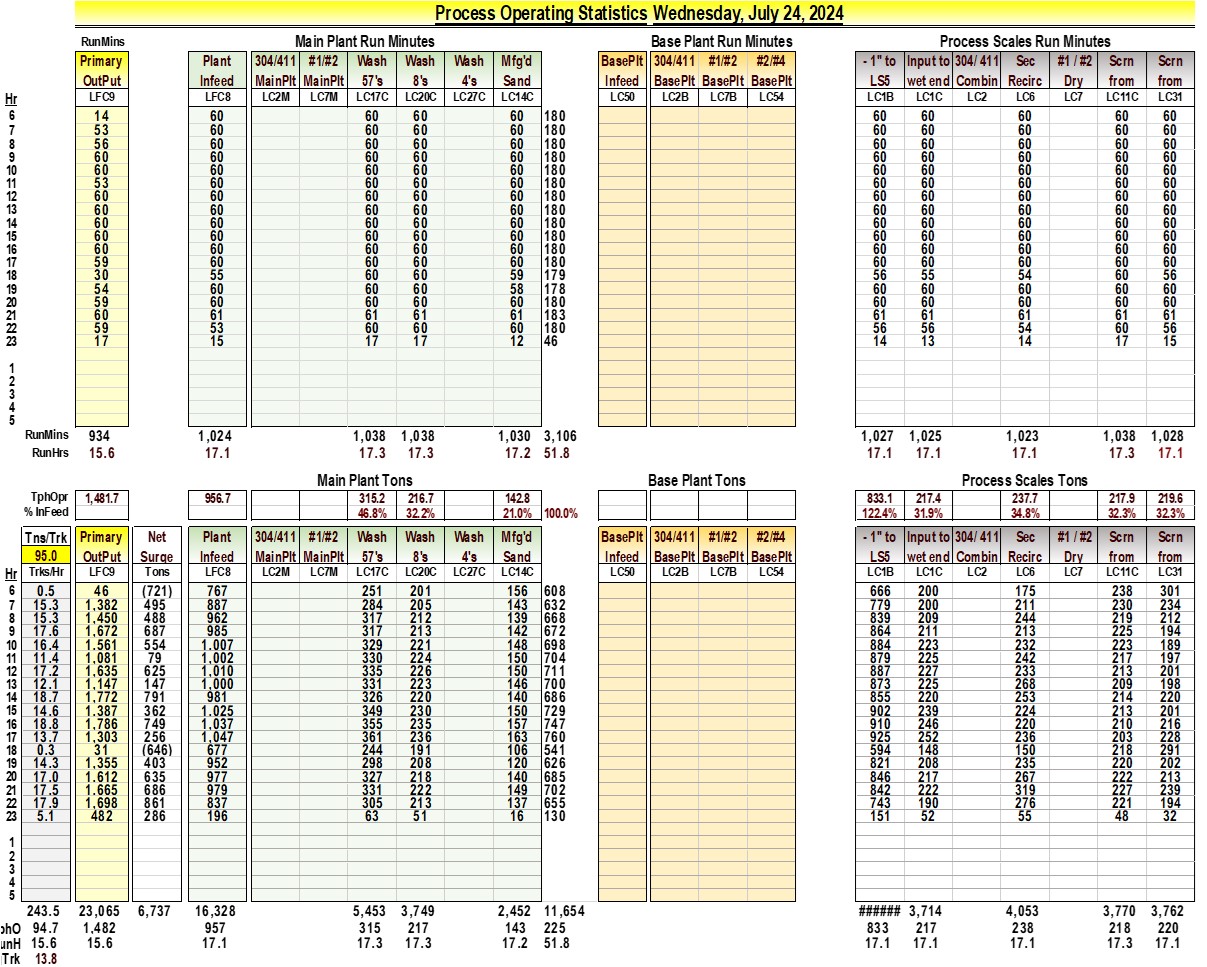 Process Operating Statistics Wednesday, July 24, 2024
RunMins Main Plant Run Minutes Base Plant Run Minutes Process Scales Run Minutes
Primary Plant 304/411 #1/#2 Wash Wash Wash Mfg'd BasePlt 304/411 #1/#2 #2/#4 - 1" to Input to 304/ 411 Sec #1 / #2 Scrn Scrn
OutPut Infeed MainPlt MainPlt 57's 8's 4's Sand Infeed BasePlt BasePlt BasePlt LS5 wet end Combin Recirc Dry from from
Hr LFC9 LFC8 LC2M LC7M LC17C LC20C LC27C LC14C LC50 LC2B LC7B LC54 LC1B LC1C LC2 LC6 LC7 LC11C LC31
6 14 60 60 60 60 180 60 60 60 60 60
7 53 60 60 60 60 180 60 60 60 60 60
8 56 60 60 60 60 180 60 60 60 60 60
9 60 60 60 60 60 180 60 60 60 60 60
10 60 60 60 60 60 180 60 60 60 60 60
11 53 60 60 60 60 180 60 60 60 60 60
12 60 60 60 60 60 180 60 60 60 60 60
13 60 60 60 60 60 180 60 60 60 60 60
14 60 60 60 60 60 180 60 60 60 60 60
15 60 60 60 60 60 180 60 60 60 60 60
16 60 60 60 60 60 180 60 60 60 60 60
17 59 60 60 60 60 180 60 60 60 60 60
18 30 55 60 60 59 179 56 55 54 60 56
19 54 60 60 60 58 178 60 60 60 60 60
20 59 60 60 60 60 180 60 60 60 60 60
21 60 61 61 61 61 183 61 61 61 61 61
22 59 53 60 60 60 180 56 56 54 60 56
23 17 15 17 17 12 46 14 13 14 17 15
1
2
3
4
5
RunMins 934 1,024 1,038 1,038 1,030 3,106 1,027 1,025 1,023 1,038 1,028
RunHrs 15.6 17.1 17.3 17.3 17.2 51.8 17.1 17.1 17.1 17.3 17.1
Main Plant Tons Base Plant Tons Process Scales Tons
TphOpr 1,481.7 956.7 315.2 216.7 142.8 833.1 217.4 237.7 217.9 219.6
% InFeed 46.8% 32.2% 21.0% 100.0% 122.4% 31.9% 34.8% 32.3% 32.3%
Tns/Trk Primary Net Plant 304/411 #1/#2 Wash Wash Wash Mfg'd BasePlt 304/411 #1/#2 #2/#4 - 1" to Input to 304/ 411 Sec #1 / #2 Scrn Scrn
95.0 OutPut Surge Infeed MainPlt MainPlt 57's 8's 4's Sand Infeed BasePlt BasePlt BasePlt LS5 wet end Combin Recirc Dry from from
Hr Trks/Hr LFC9 Tons LFC8 LC2M LC7M LC17C LC20C LC27C LC14C LC50 LC2B LC7B LC54 LC1B LC1C LC2 LC6 LC7 LC11C LC31
6 0.5 46 (721) 767 251 201 156 608 666 200 175 238 301
7 15.3 1,382 495 887 284 205 143 632 779 200 211 230 234
8 15.3 1,450 488 962 317 212 139 668 839 209 244 219 212
9 17.6 1,672 687 985 317 213 142 672 864 211 213 225 194
10 16.4 1,561 554 1,007 329 221 148 698 884 223 232 223 189
11 11.4 1,081 79 1,002 330 224 150 704 879 225 242 217 197
12 17.2 1,635 625 1,010 335 226 150 711 887 227 233 213 201
13 12.1 1,147 147 1,000 331 223 146 700 873 225 268 209 198
14 18.7 1,772 791 981 326 220 140 686 855 220 253 214 220
15 14.6 1,387 362 1,025 349 230 150 729 902 239 224 213 201
16 18.8 1,786 749 1,037 355 235 157 747 910 246 220 210 216
17 13.7 1,303 256 1,047 361 236 163 760 925 252 236 203 228
18 0.3 31 (646) 677 244 191 106 541 594 148 150 218 291
19 14.3 1,355 403 952 298 208 120 626 821 208 235 220 202
20 17.0 1,612 635 977 327 218 140 685 846 217 267 222 213
21 17.5 1,665 686 979 331 222 149 702 842 222 319 227 239
22 17.9 1,698 861 837 305 213 137 655 743 190 276 221 194
23 5.1 482 286 196 63 51 16 130 151 52 55 48 32
1
2
3
4
5
243.5 23,065 6,737 16,328 5,453 3,749 2,452 11,654 ###### 3,714 4,053 3,770 3,762
phO 94.7 1,482 957 315 217 143 225 833 217 238 218 220
unH 15.6 15.6 17.1 17.3 17.3 17.2 51.8 17.1 17.1 17.1 17.3 17.1
Trk 13.8